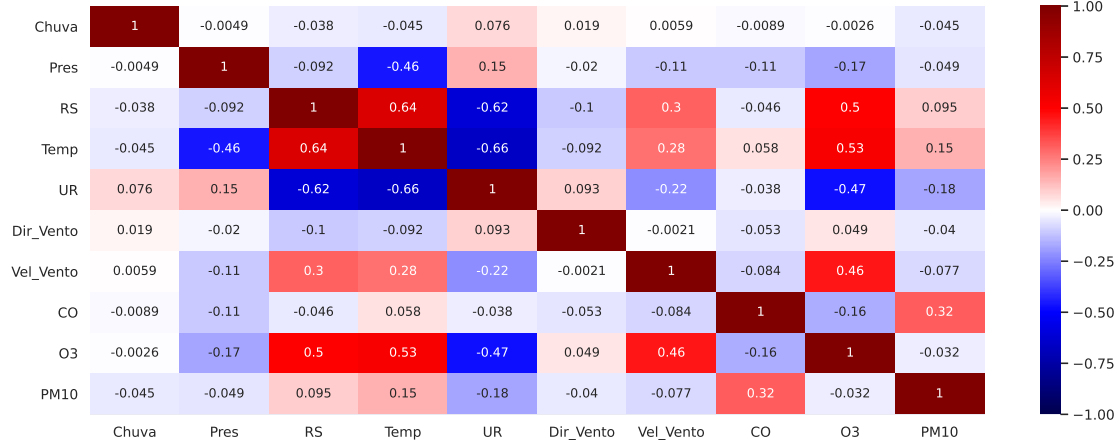 Chuva 1 -0.0049 -0.038 -0.045 0.076 0.019 0.0059 -0.0089 -0.0026 -0.045
Pres -0.0049 1 -0.092 -0.46 0.15 -0.02 -0.11 -0.11 -0.17 -0.049
RS -0.038 -0.092 1 0.64 -0.62 -0.1 0.3 -0.046 0.5 0.095
Temp -0.045 -0.46 0.64 1 -0.66 -0.092 0.28 0.058 0.53 0.15
UR 0.076 0.15 -0.62 -0.66 1 0.093 -0.22 -0.038 -0.47 -0.18
Dir_Vento 0.019 -0.02 -0.1 -0.092 0.093 1 -0.0021 -0.053 0.049 -0.04
Vel_Vento 0.0059 -0.11 0.3 0.28 -0.22 -0.0021 1 -0.084 0.46 -0.077
CO -0.0089 -0.11 -0.046 0.058 -0.038 -0.053 -0.084 1 -0.16 0.32
O3 -0.0026 -0.17 0.5 0.53 -0.47 0.049 0.46 -0.16 1 -0.032
PM10 -0.045 -0.049 0.095 0.15 -0.18 -0.04 -0.077 0.32 -0.032 1
Chuva Pres RS Temp UR Dir_Vento Vel_Vento CO O3 PM10
1.00
0.75
0.50
0.25
0.00
−0.25
−0.50
−0.75
−1.00